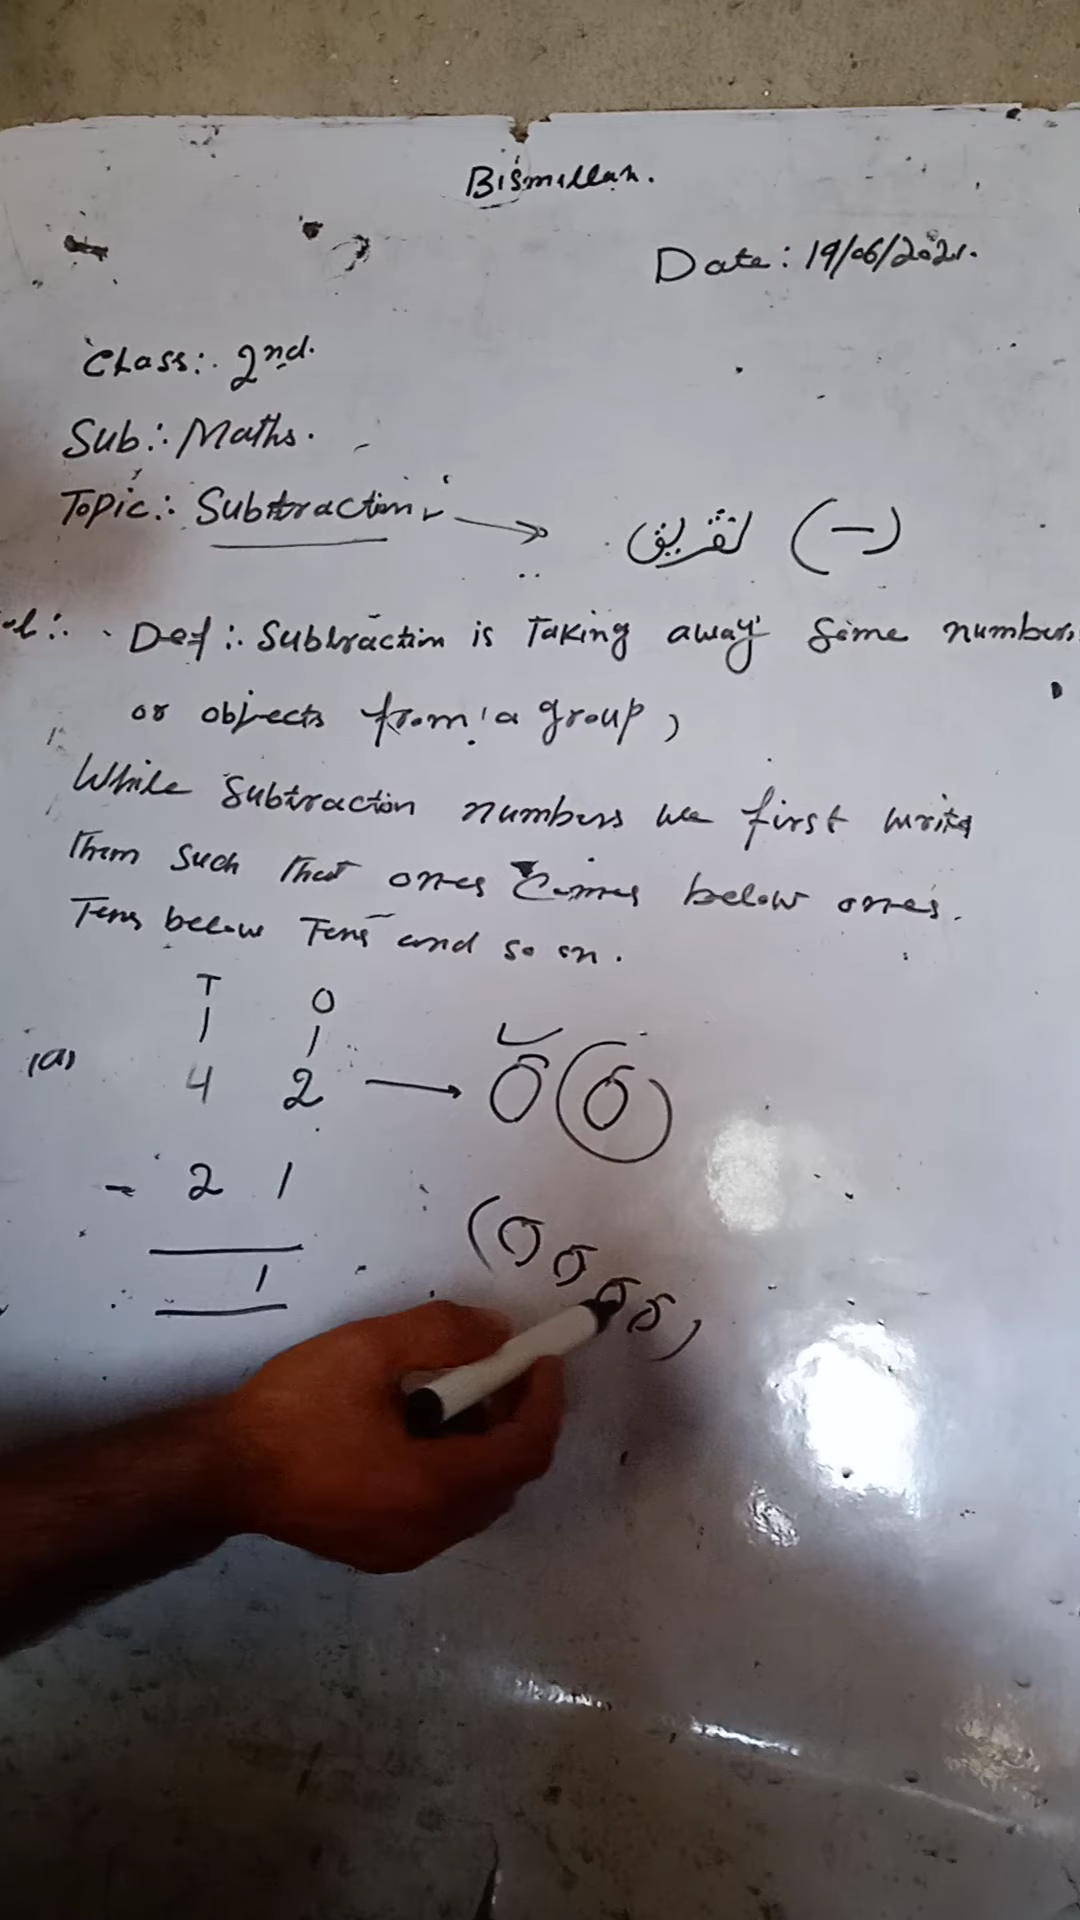 Bismillah.
Date: 19/06/2021.
Class:. 2nd.
Sub:. Maths.
Topic:. Subtraction → تفریق (-)
Def:. Subtraction is Taking away Some numbers
or objects from a group,
While Subtraction numbers we first write
Them Such That ones Comes below ones.
Tens below Tens and so on.
T O
(a) 4 2 →
- 2 1
1